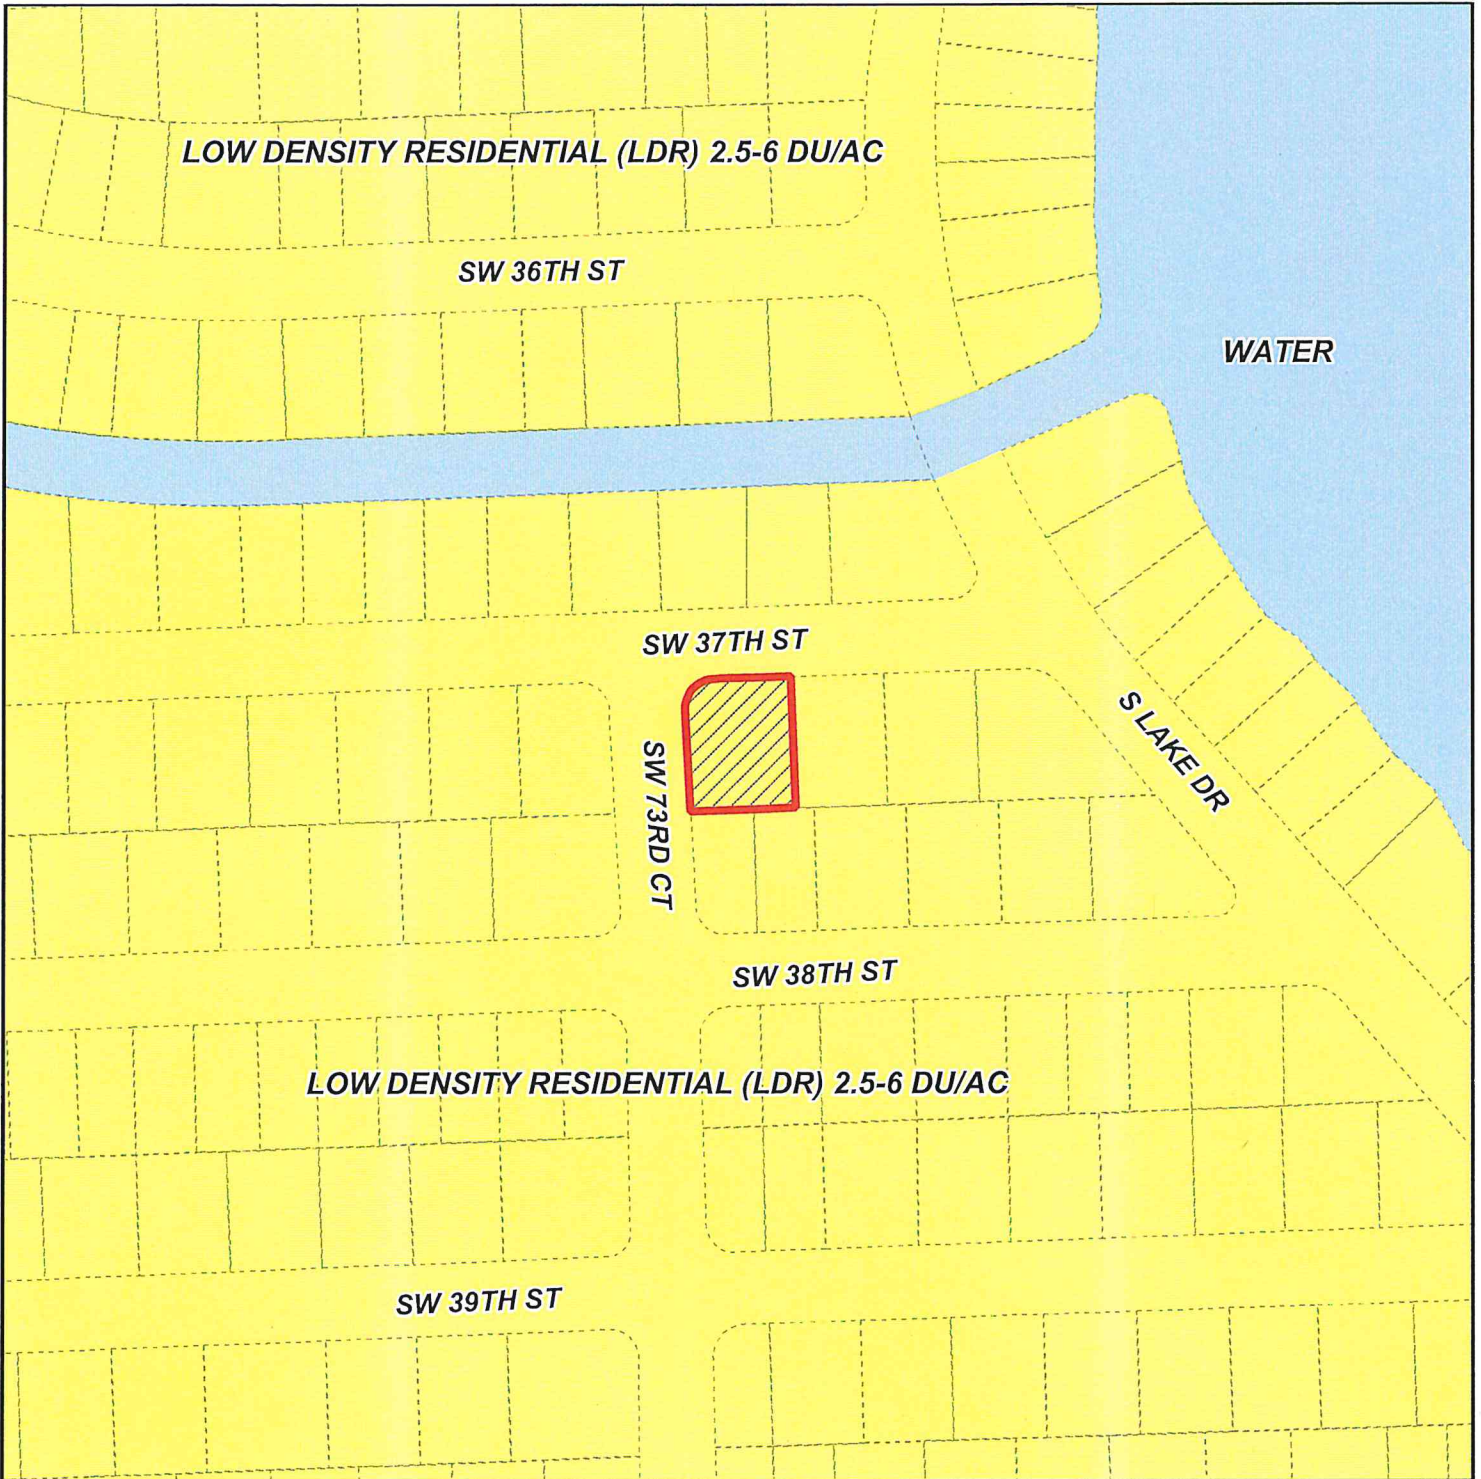 LOW DENSITY RESIDENTIAL (LDR) 2.5-6 DU/AC
SW 36TH ST
WATER
SW 37TH ST
S LAKE DR
SW 73RD CT
SW 38TH ST
LOW DENSITY RESIDENTIAL (LDR) 2.5-6 DU/AC
SW 39TH ST